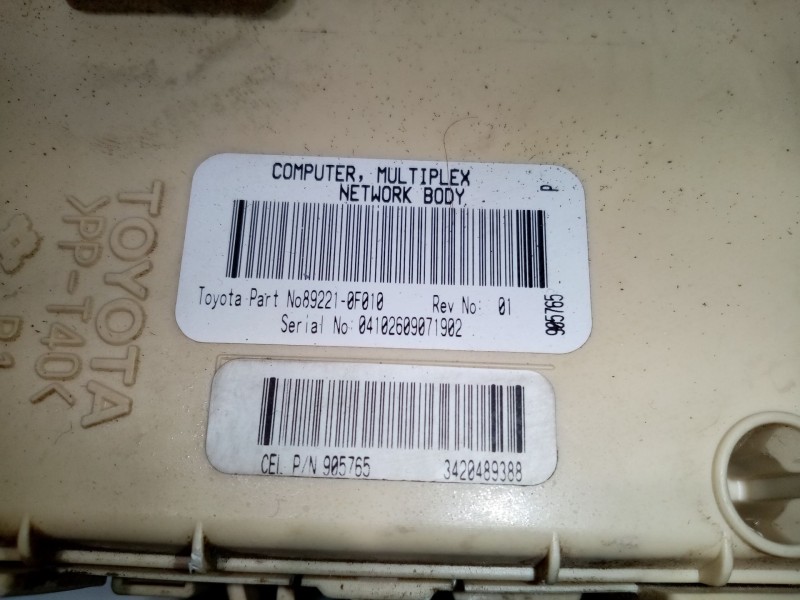 COMPUTER, MULTIPLEX
NETWORK BODY
P
Toyota Part No89221-0F010 Rev No: 01
Serial No: 04102609071902
905765
CEI. P/N 905765 3420489388
TOYOTA
>PP-T40<